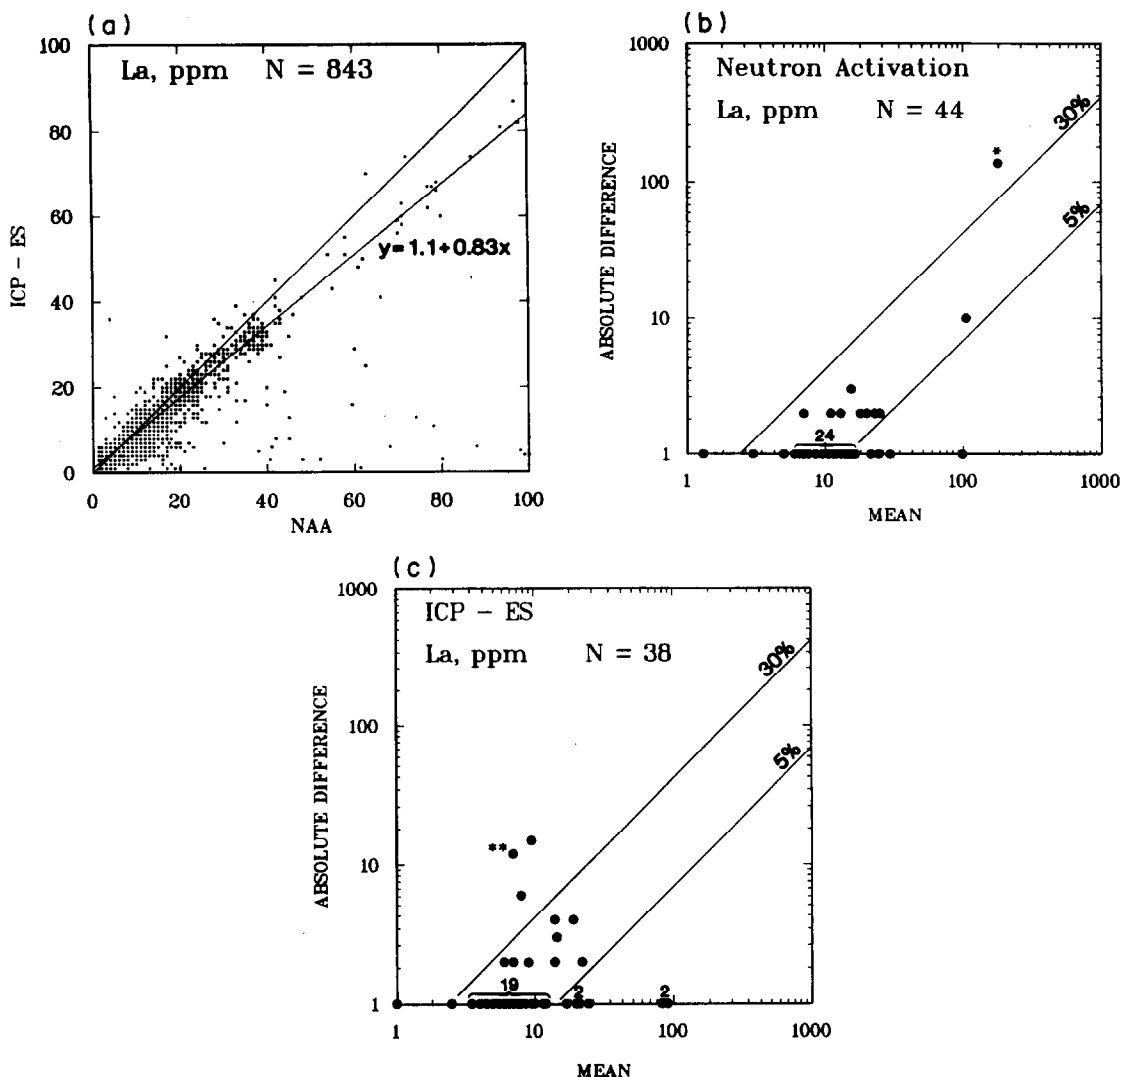 (a)
La, ppm N = 843
100
80
60
40
20
0
ICP - ES
y=1.1+0.83x
0 20 40 60 80 100
NAA
(b)
Neutron Activation
La, ppm N = 44
1000
100
10
1
ABSOLUTE DIFFERENCE
30%
5%
*
24
1 10 100 1000
MEAN
(c)
ICP - ES
La, ppm N = 38
1000
100
10
1
ABSOLUTE DIFFERENCE
30%
5%
**
19
2
2
1 10 100 1000
MEAN